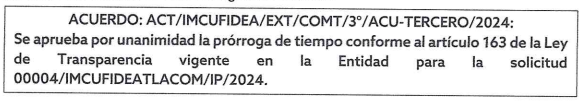 ACUERDO: ACT/IMCUFIDEA/EXT/COMT/3°/ACU-TERCERO/2024:
Se aprueba por unanimidad la prórroga de tiempo conforme al artículo 163 de la Ley
de Transparencia vigente en la Entidad para la solicitud
00004/IMCUFIDEATLACOM/IP/2024.